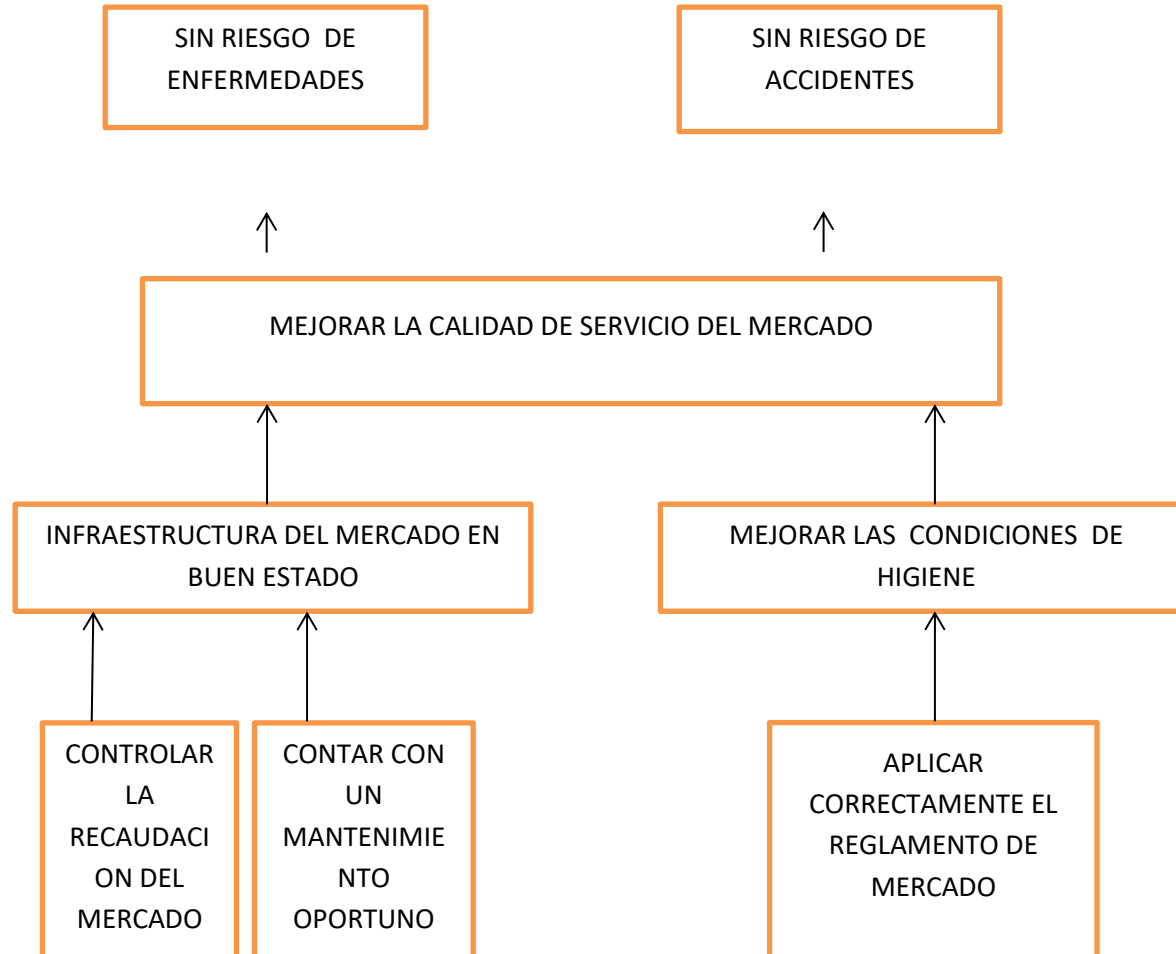 SIN RIESGO  DE
ENFERMEDADES
SIN RIESGO DE
ACCIDENTES
MEJORAR LA CALIDAD DE SERVICIO DEL MERCADO
INFRAESTRUCTURA DEL MERCADO EN
BUEN ESTADO
MEJORAR LAS  CONDICIONES  DE
HIGIENE
CONTROLAR
LA
RECAUDACI
ON DEL
MERCADO
CONTAR CON
UN
MANTENIMIE
NTO
OPORTUNO
APLICAR
CORRECTAMENTE EL
REGLAMENTO DE
MERCADO